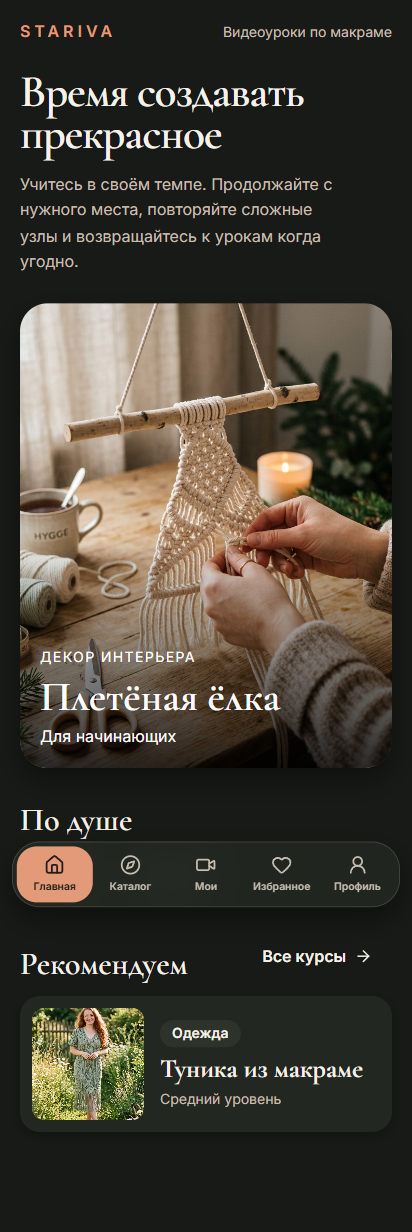 STARIVA
Видеоуроки по макраме
Время создавать
прекрасное
Учитесь в своём темпе. Продолжайте с
нужного места, повторяйте сложные
узлы и возвращайтесь к урокам когда
угодно.
HYGGE
ДЕКОР ИНТЕРЬЕРА
Плетёная ёлка
Для начинающих
По душе
Главная
Каталог
Мои
Избранное
Профиль
Рекомендуем
Все курсы →
Одежда
Туника из макраме
Средний уровень